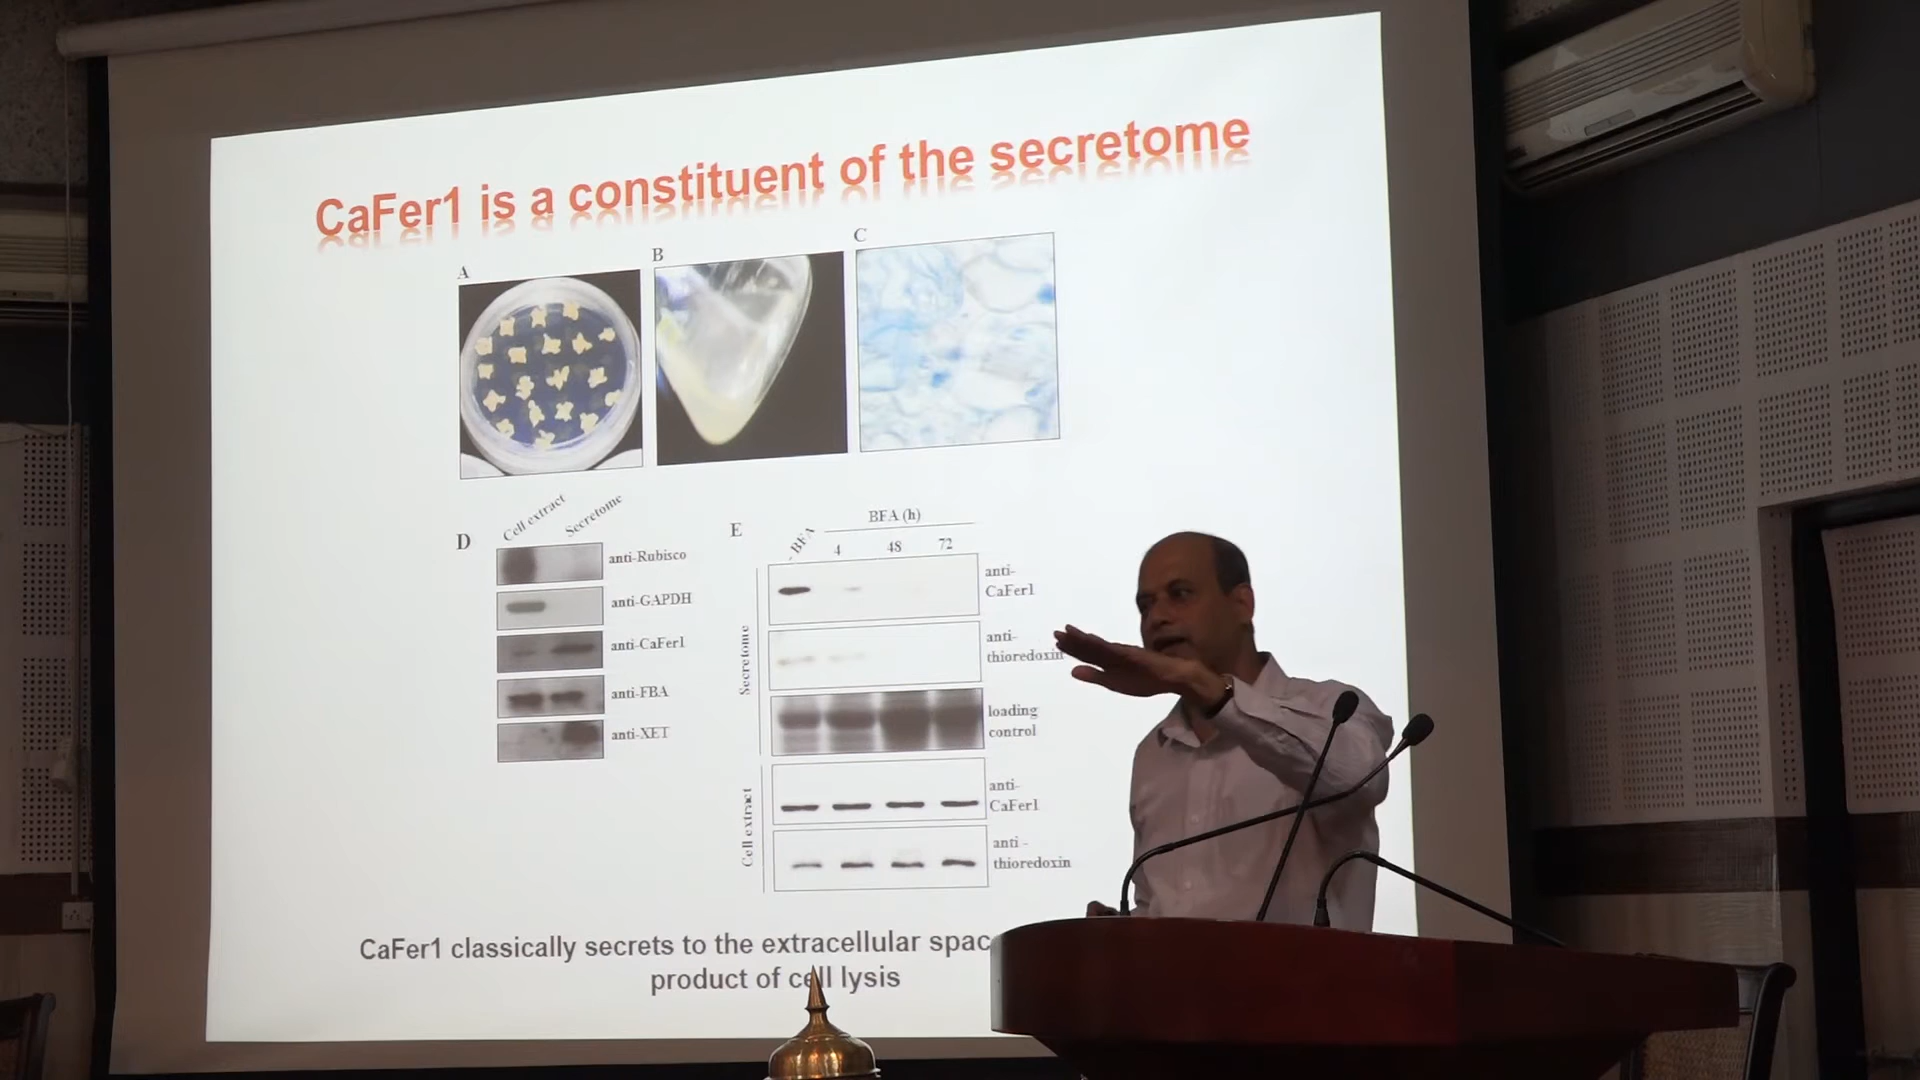 CaFer1 is a constituent of the secretome
A
B
C
D
Cell extract
Secretome
anti-Rubisco
anti-GAPDH
anti-CaFer1
anti-FBA
anti-XET
E
BFA (h)
- BFA
4
48
72
Secretome
anti-
CaFer1
anti-
thioredoxin
loading
control
Cell extract
anti-
CaFer1
anti -
thioredoxin
CaFer1 classically secrets to the extracellular spac
product of cell lysis